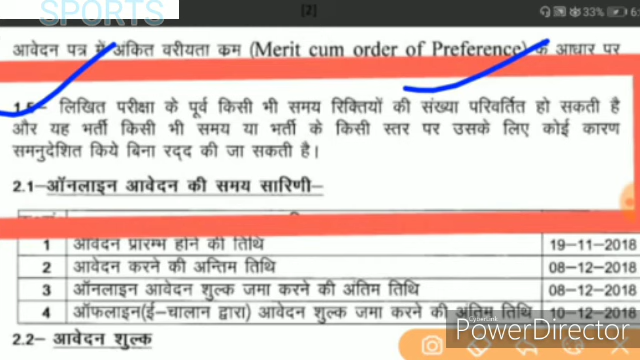 SPORTS
[2]
33% 6:
आवेदन पत्र में अंकित वरीयता क्रम (Merit cum order of Preference) के आधार पर
1.5– लिखित परीक्षा के पूर्व किसी भी समय रिक्तियों की संख्या परिवर्तित हो सकती है
और यह भर्ती किसी भी समय या भर्ती के किसी स्तर पर उसके लिए कोई कारण
समनुदेशित किये बिना रद्द की जा सकती है।
2.1–ऑनलाइन आवेदन की समय सारिणी–
1 आवेदन प्रारम्भ होने की तिथि 19–11–2018
2 आवेदन करने की अन्तिम तिथि 08–12–2018
3 ऑनलाइन आवेदन शुल्क जमा करने की अंतिम तिथि 08–12–2018
4 ऑफलाइन(ई–चालान द्वारा) आवेदन शुल्क जमा करने की अंतिम तिथि 10–12–2018
CyberLink
PowerDirector
2.2– आवेदन शुल्क